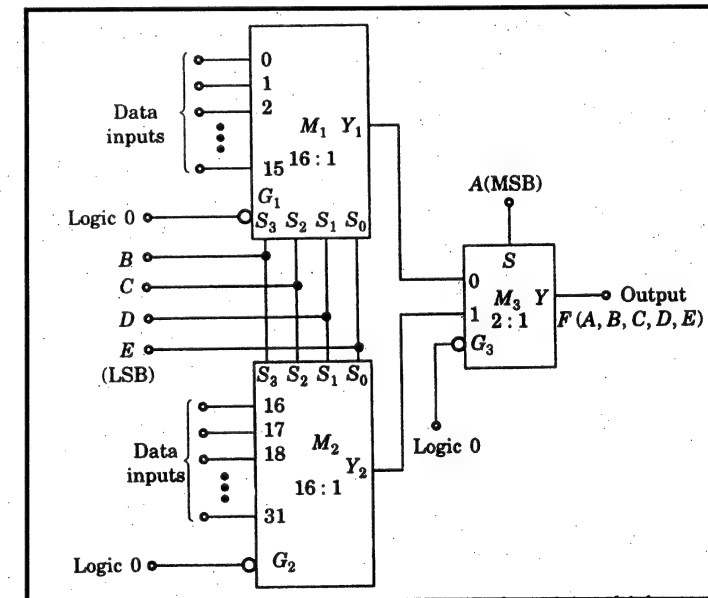 0
1
Data
inputs
2
M₁ Y₁
16 : 1
15
G₁
Logic 0
S₃ S₂ S₁ S₀
A(MSB)
B
C
D
E
(LSB)
S
0
M₃ Y
1
2 : 1
G₃
Output
F (A, B, C, D, E)
Logic 0
S₃ S₂ S₁ S₀
16
17
Data
inputs
18
M₂
Y₂
16 : 1
31
Logic 0
G₂